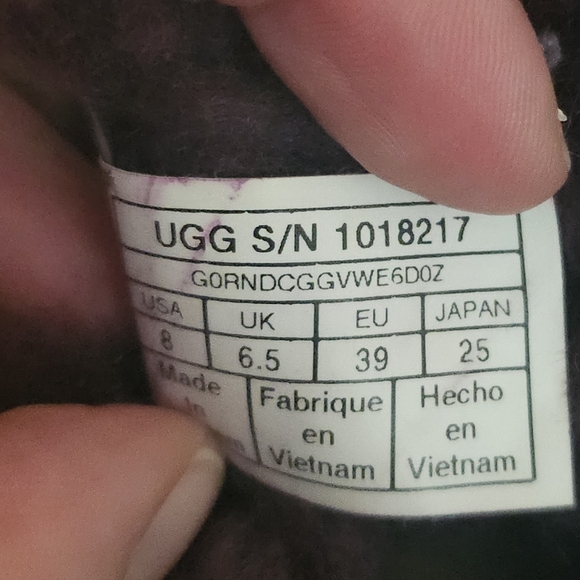 UGG S/N 1018217
G0RNDCGGVWE6D0Z
USA UK EU JAPAN
8 6.5 39 25
Made Fabrique Hecho
in en en
Vietnam Vietnam